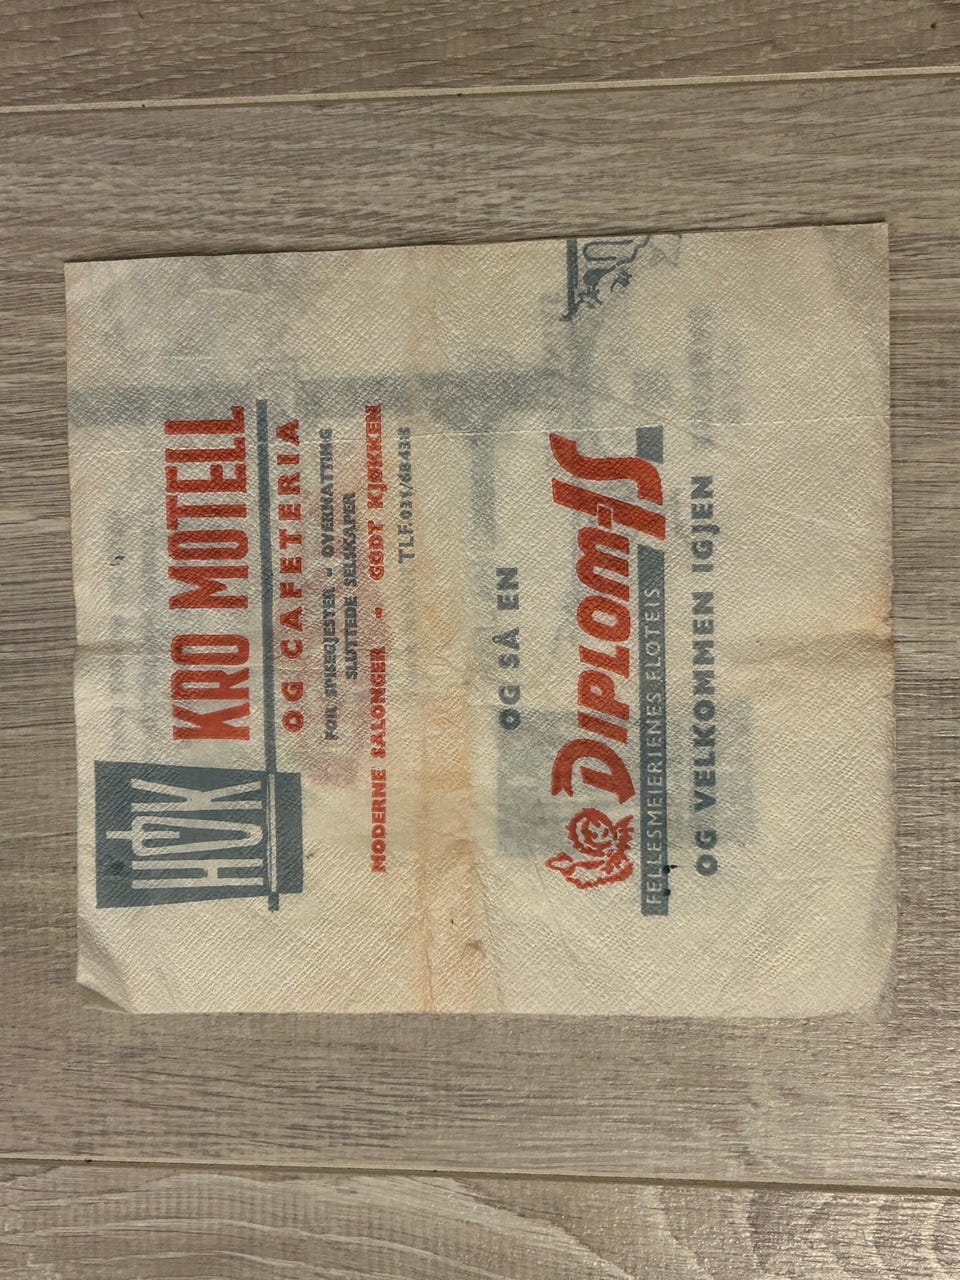 HØK
KRO MOTELL
OG CAFETERIA
FOR SPISEGJESTER - OVERNATTING
SLUTTEDE SELSKAPER
MODERNE SALONGER - GODT KJØKKEN
TLF. 031/68438
OG SÅ EN
DIPLOM-IS
FELLESMEIERIENES FLØTEIS
OG VELKOMMEN IGJEN